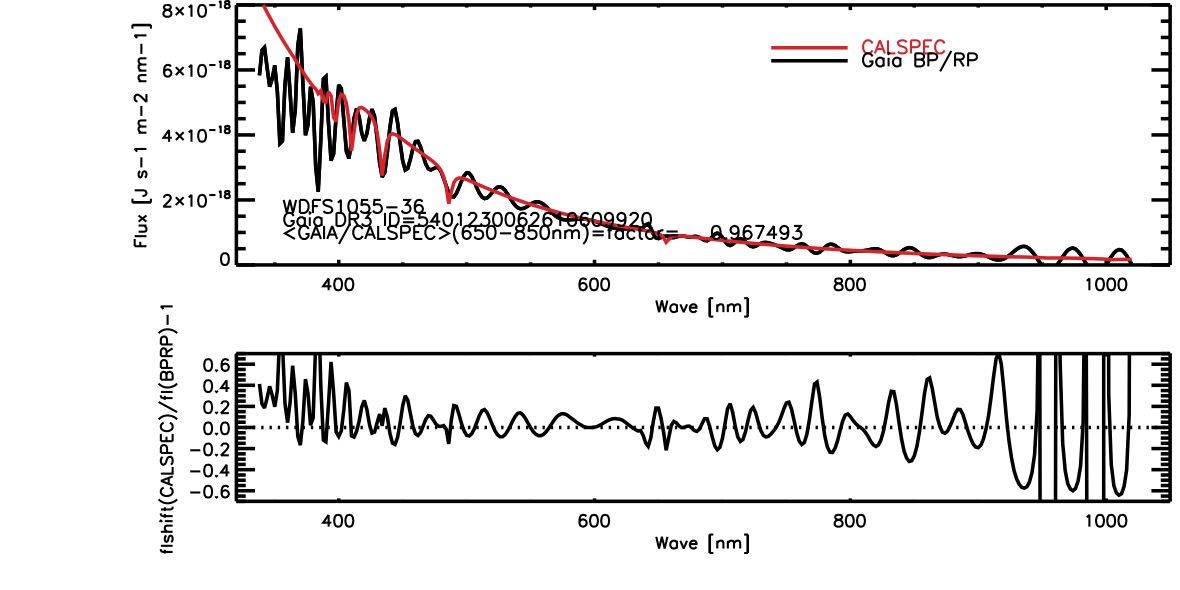 8×10-18
6×10-18
4×10-18
2×10-18
0
Flux [J s-1 m-2 nm-1]
CALSPEC
Gaia BP/RP
WDFS1055-36
Gaia DR3 ID=5401230062610609920
<GAIA/CALSPEC>(650-850nm)=factor= 0.967493
400 600 800 1000
Wave [nm]
0.6
0.4
0.2
0.0
-0.2
-0.4
-0.6
flshift(CALSPEC)/fl(BPRP)-1
400 600 800 1000
Wave [nm]